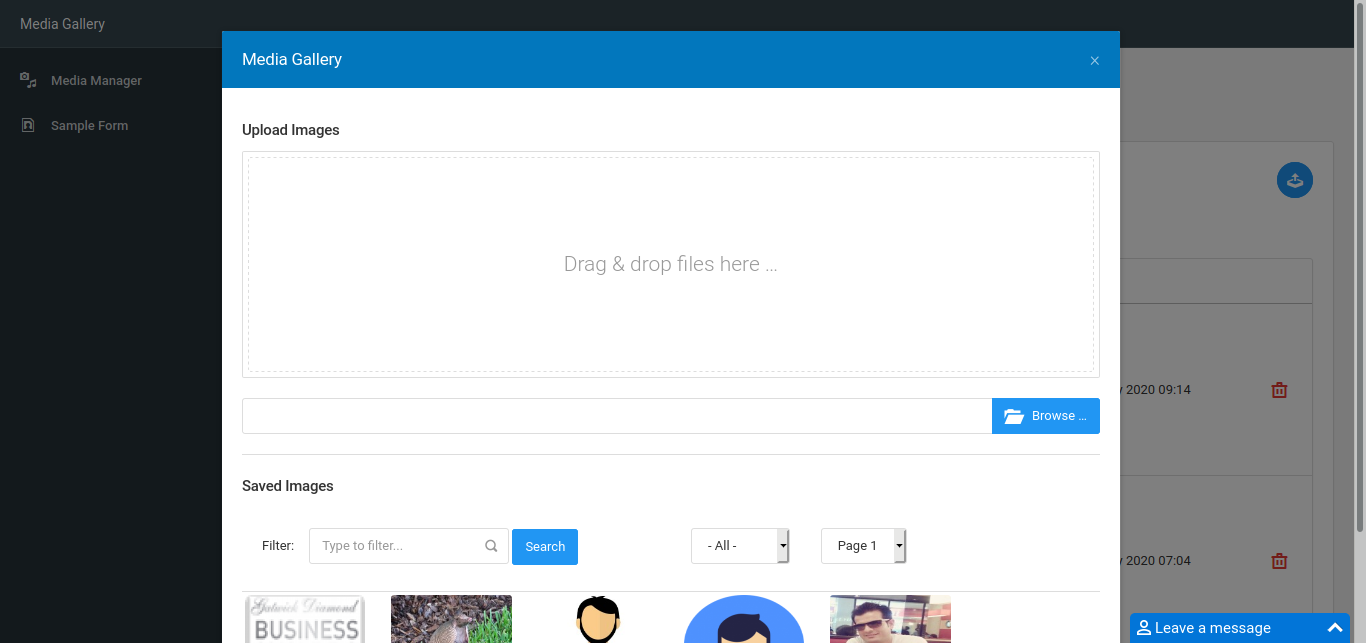 Media Gallery
Media Manager
Sample Form
Media Gallery
×
Upload Images
Drag & drop files here …
Browse …
Saved Images
Filter:
Type to filter...
Search
- All -
Page 1
2020 09:14
2020 07:04
Gatwick Diamond
BUSINESS
Leave a message